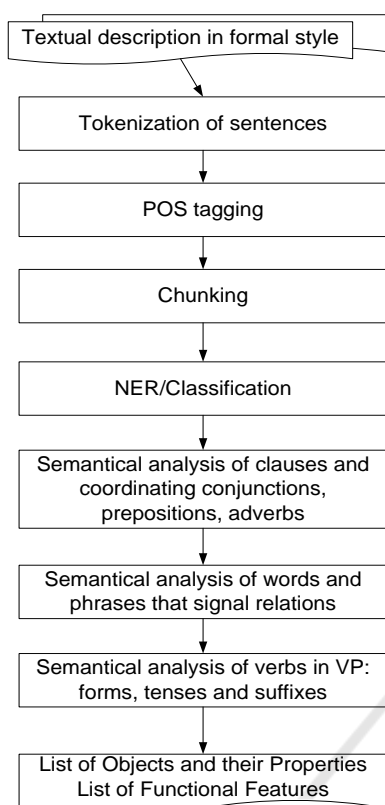 Textual description in formal style
Tokenization of sentences
POS tagging
Chunking
NER/Classification
Semantical analysis of clauses and
coordinating conjunctions,
prepositions, adverbs
Semantical analysis of words and
phrases that signal relations
Semantical analysis of verbs in VP:
forms, tenses and suffixes
List of Objects and their Properties
List of Functional Features